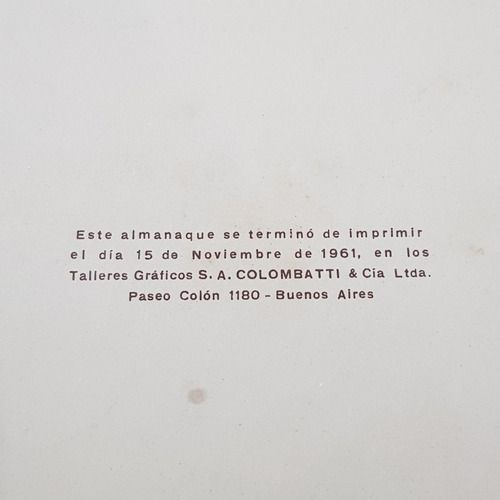 Este almanaque se terminó de imprimir
el día 15 de Noviembre de 1961, en los
Talleres Gráficos S. A. COLOMBATTI & Cía Ltda.
Paseo Colón 1180 - Buenos Aires